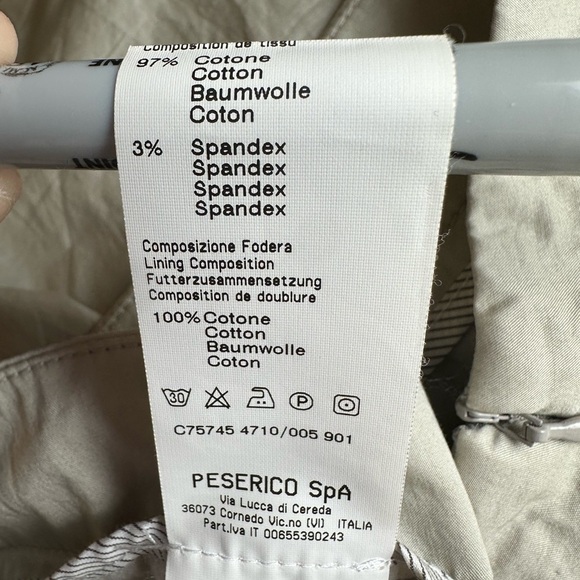 Composition de tissu
97% Cotone
Cotton
Baumwolle
Coton
3% Spandex
Spandex
Spandex
Spandex
Composizione Fodera
Lining Composition
Futterzusammensetzung
Composition de doublure
100% Cotone
Cotton
Baumwolle
Coton
30
P
C75745 4710/005 901
PESERICO SpA
Via Lucca di Cereda
36073 Cornedo Vic.no (VI) ITALIA
Part.Iva IT 00655390243